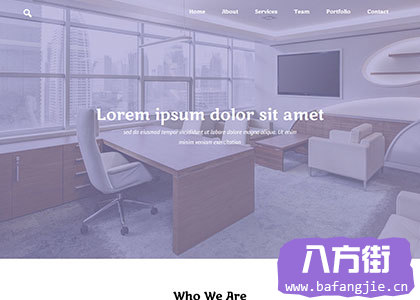 Home About Services Team Portfolio Contact
Lorem ipsum dolor sit amet
sed do eiusmod tempor incididunt ut labore dolore magna aliqua. Ut enim
minim veniam exercitation
Who We Are
八方街
www.bafangjie.cn